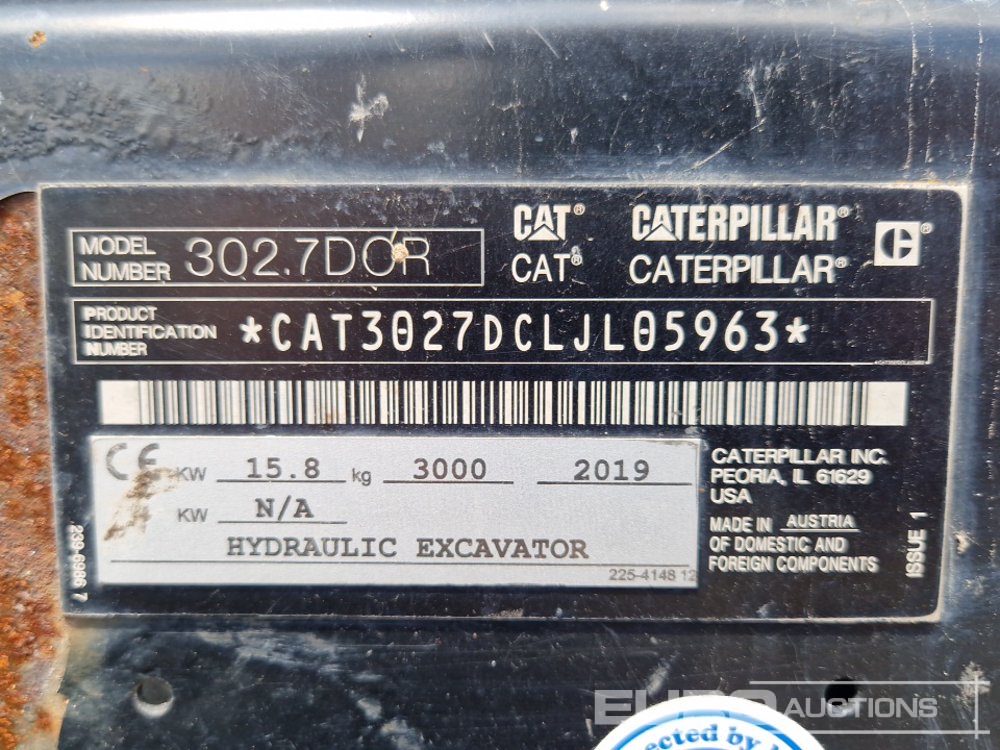 MODEL NUMBER 302.7DCR
CAT® CATERPILLAR®
CAT® CATERPILLAR®
PRODUCT IDENTIFICATION NUMBER *CAT3027DCLJL05963*
CE KW 15.8 kg 3000 2019
KW N/A
HYDRAULIC EXCAVATOR
225-4148 12
CATERPILLAR INC.
PEORIA, IL 61629
USA
MADE IN AUSTRIA
OF DOMESTIC AND
FOREIGN COMPONENTS
ISSUE 1
EURO AUCTIONS